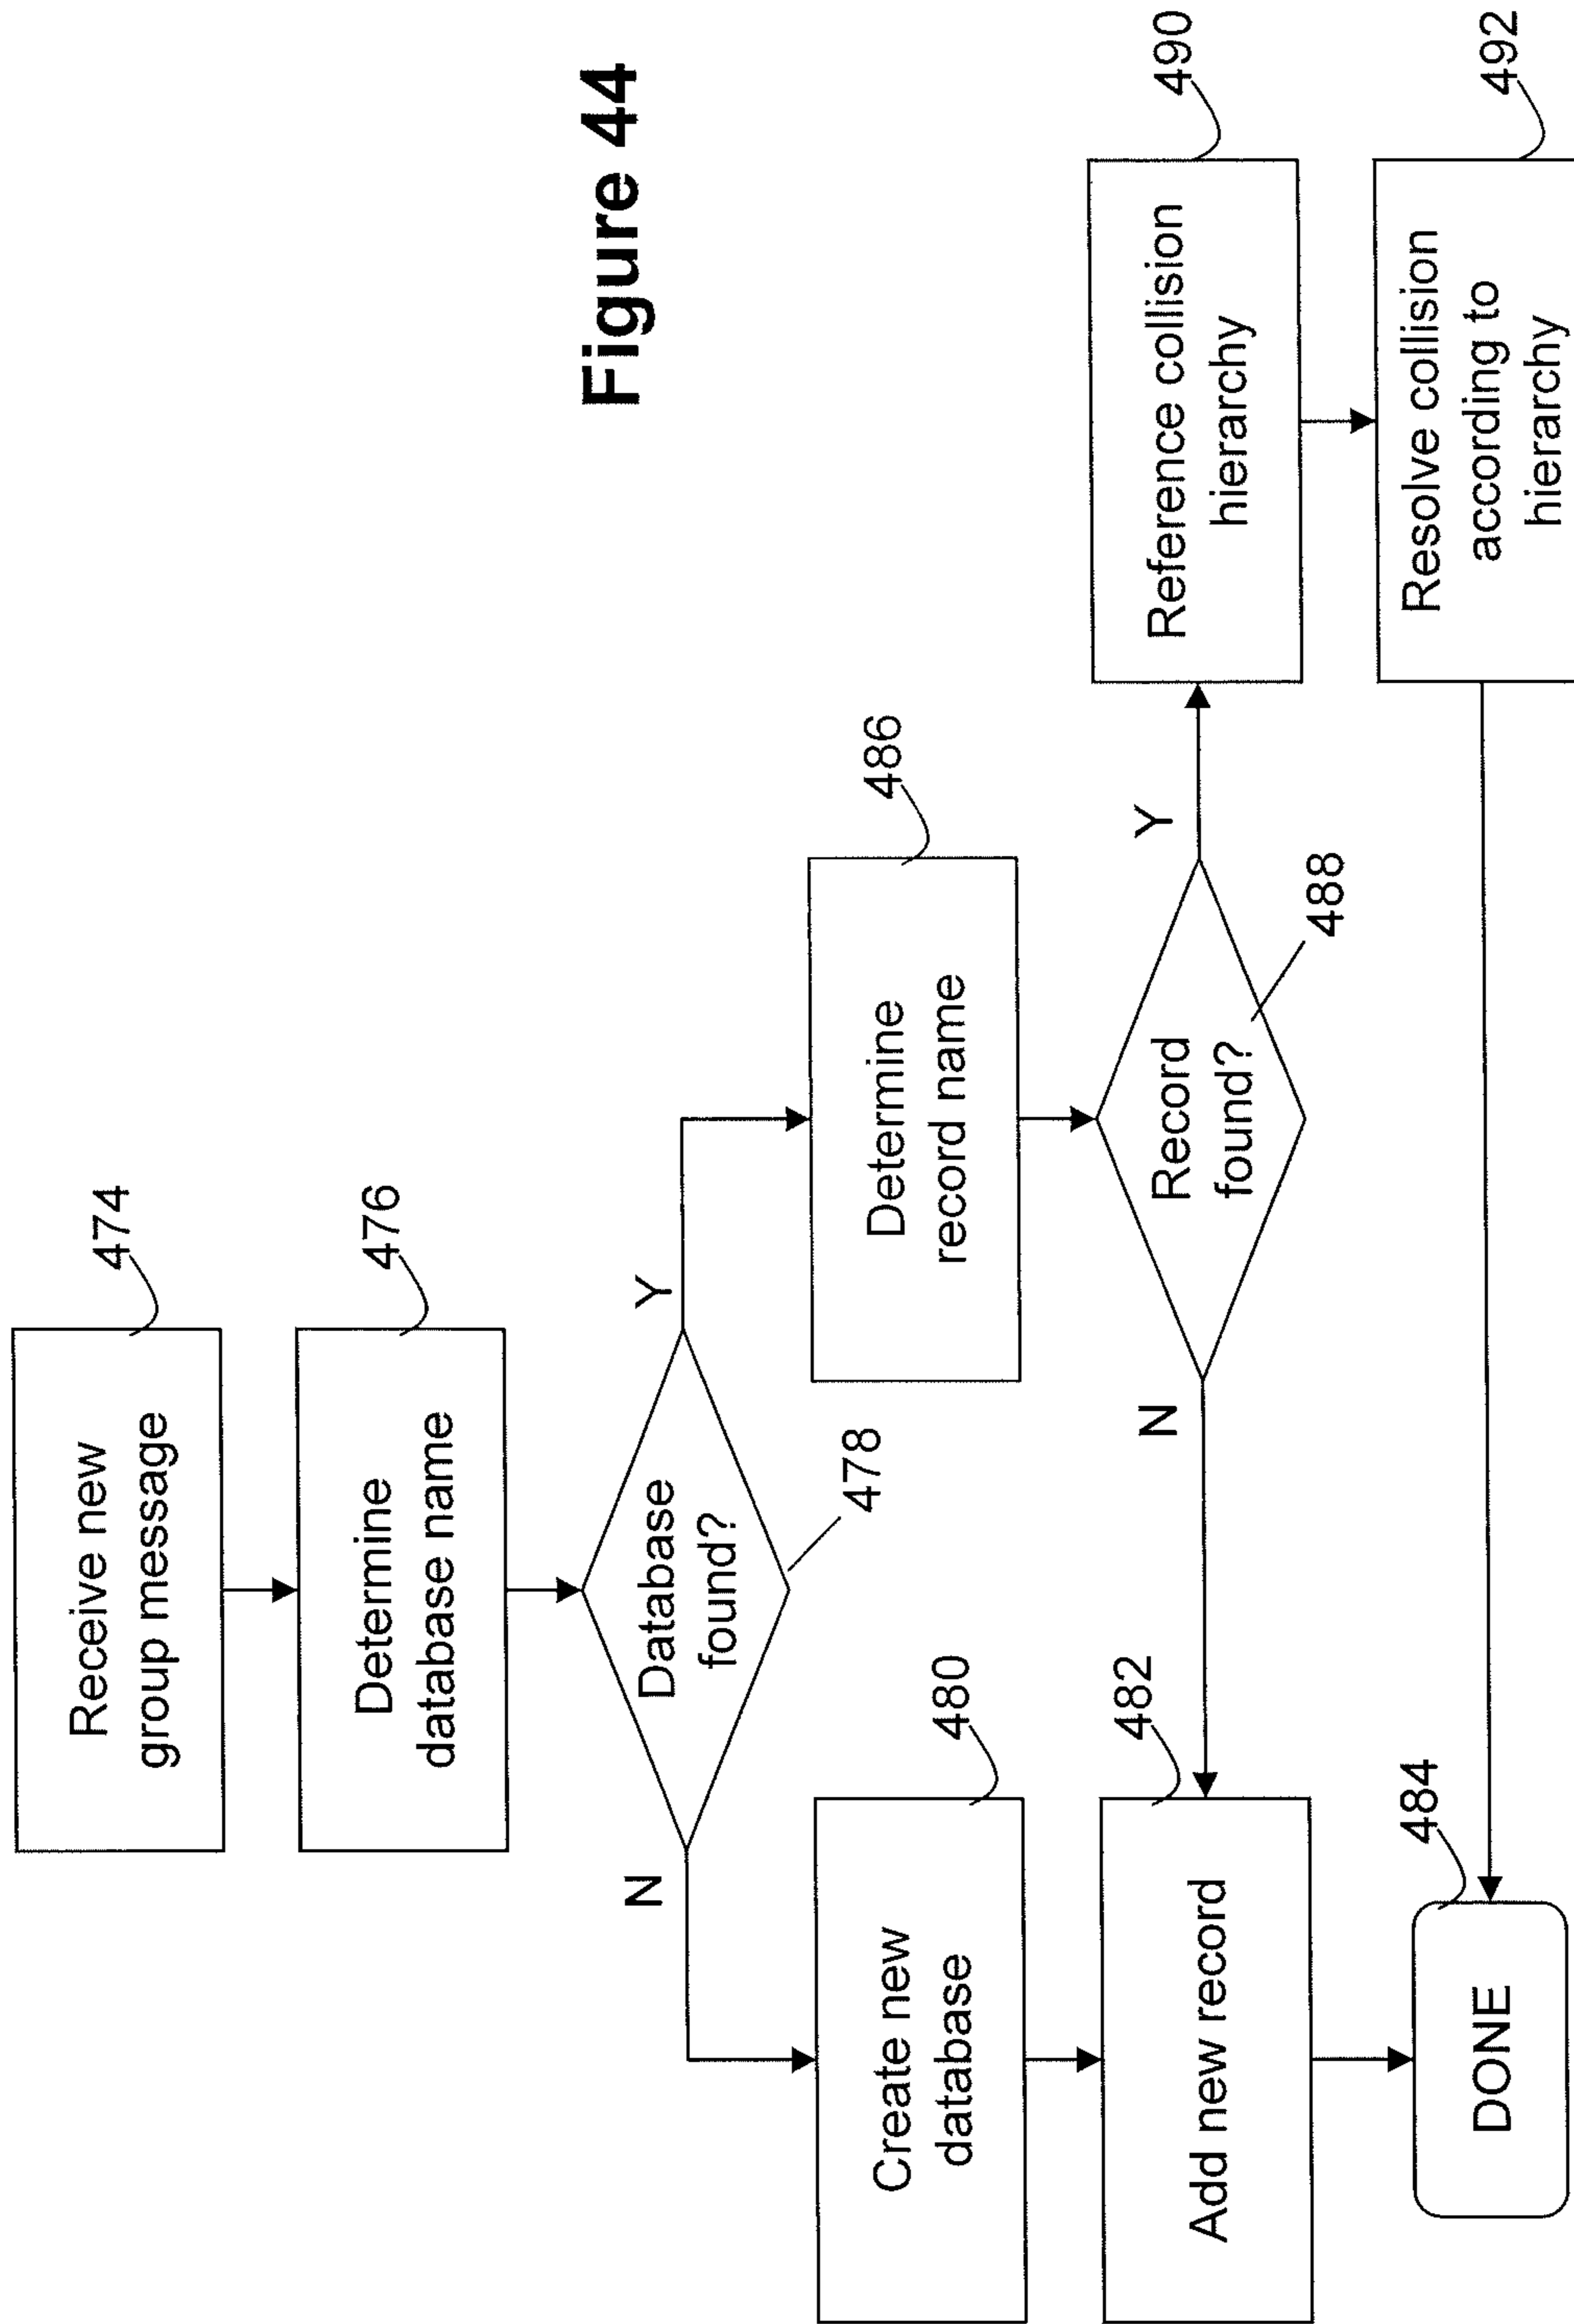 Figure 44
Receive new
group message
474
Determine
database name
476
Database
found?
478
N
Y
Create new
database
480
Add new record
482
DONE
484
Determine
record name
486
Record
found?
488
N
Y
Reference collision
hierarchy
490
Resolve collision
according to
hierarchy
492